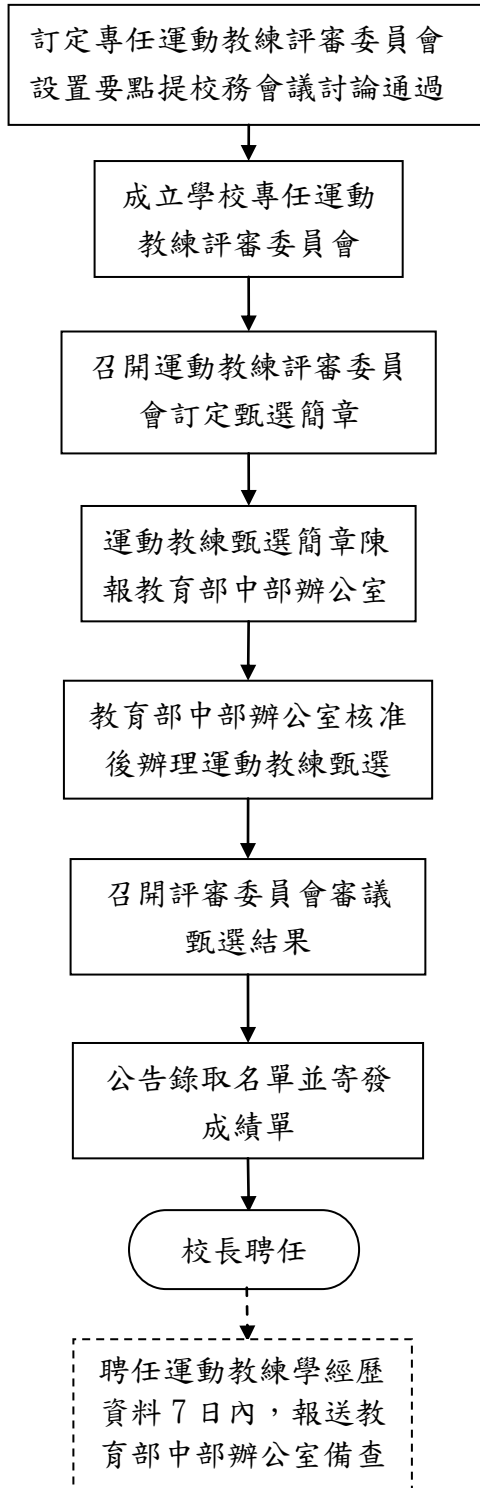 訂定專任運動教練評審委員會
設置要點提校務會議討論通過
成立學校專任運動
教練評審委員會
召開運動教練評審委員
會訂定甄選簡章
運動教練甄選簡章陳
報教育部中部辦公室
教育部中部辦公室核准
後辦理運動教練甄選
召開評審委員會審議
甄選結果
公告錄取名單並寄發
成績單
校長聘任
聘任運動教練學經歷
資料7日內，報送教
育部中部辦公室備查